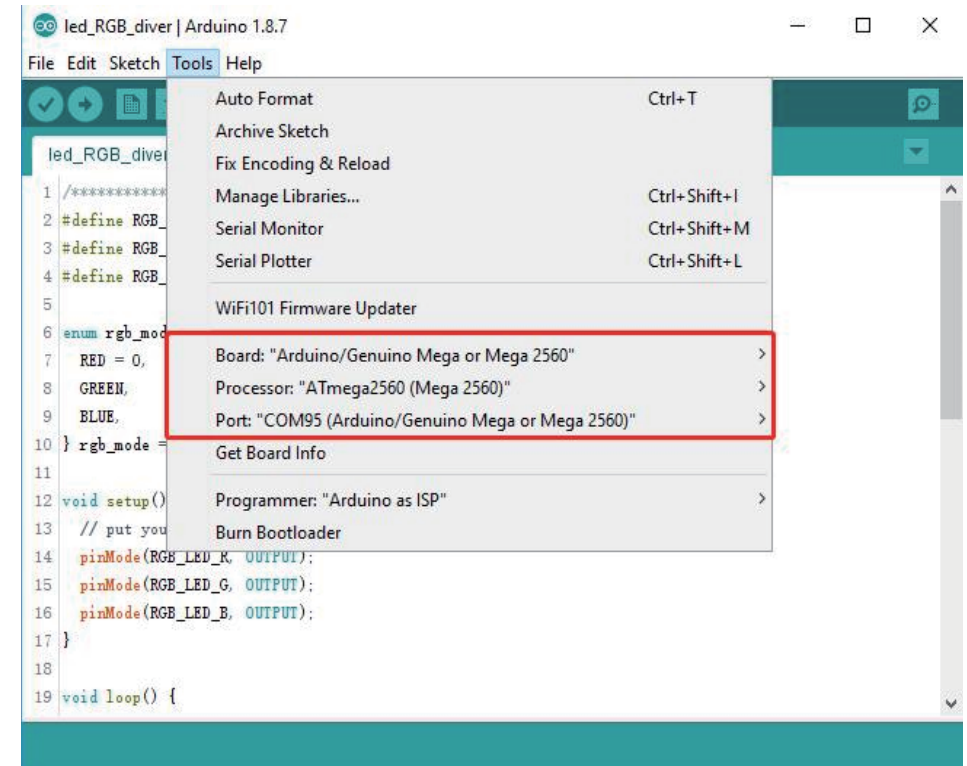 led_RGB_diver | Arduino 1.8.7
File Edit Sketch Tools Help
Auto Format Ctrl+T
Archive Sketch
led_RGB_diver
Fix Encoding & Reload
Manage Libraries... Ctrl+Shift+I
Serial Monitor Ctrl+Shift+M
Serial Plotter Ctrl+Shift+L
WiFi101 Firmware Updater
Board: "Arduino/Genuino Mega or Mega 2560"
Processor: "ATmega2560 (Mega 2560)"
Port: "COM95 (Arduino/Genuino Mega or Mega 2560)"
Get Board Info
Programmer: "Arduino as ISP"
Burn Bootloader
1 /************
2 #define RGB_
3 #define RGB_
4 #define RGB_
5
6 enum rgb_mod
7 RED = 0,
8 GREEN,
9 BLUE,
10 } rgb_mode =
11
12 void setup()
13 // put you
14 pinMode(RGB_LED_R, OUTPUT);
15 pinMode(RGB_LED_G, OUTPUT);
16 pinMode(RGB_LED_B, OUTPUT);
17 }
18
19 void loop() {